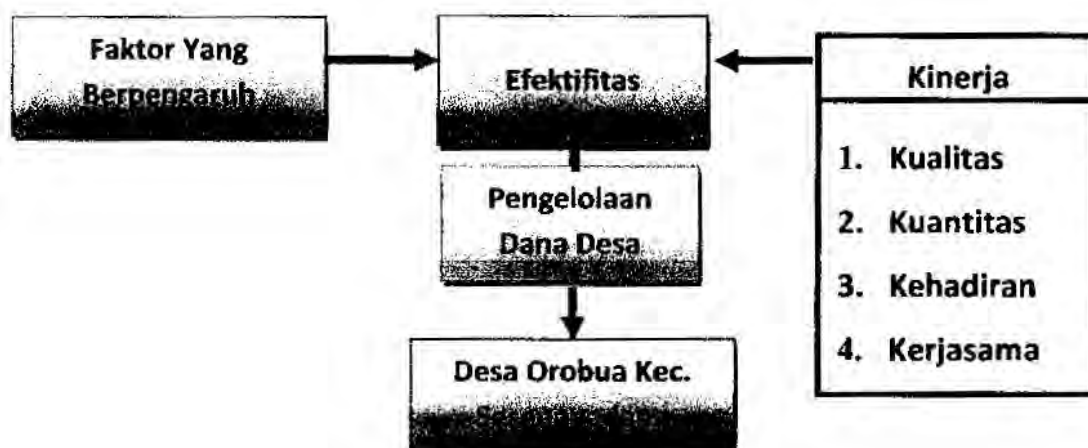 Faktor Yang
Berpengaruh
Efektifitas
Pengelolaan
Dana Desa
Desa Orobua Kec.
Kinerja
1. Kualitas
2. Kuantitas
3. Kehadiran
4. Kerjasama